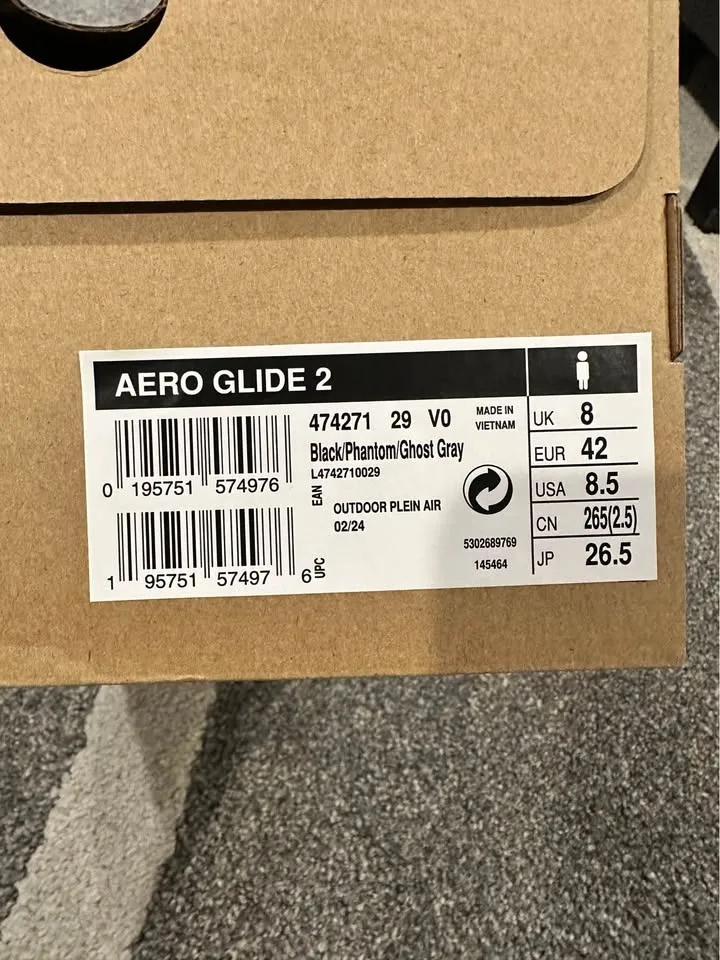 AERO GLIDE 2
0 195751 574976
1 95751 57497 6
EAN
UPC
474271 29 V0
Black/Phantom/Ghost Gray
L4742710029
OUTDOOR PLEIN AIR
02/24
MADE IN
VIETNAM
5302689769
145464
UK 8
EUR 42
USA 8.5
CN 265(2.5)
JP 26.5